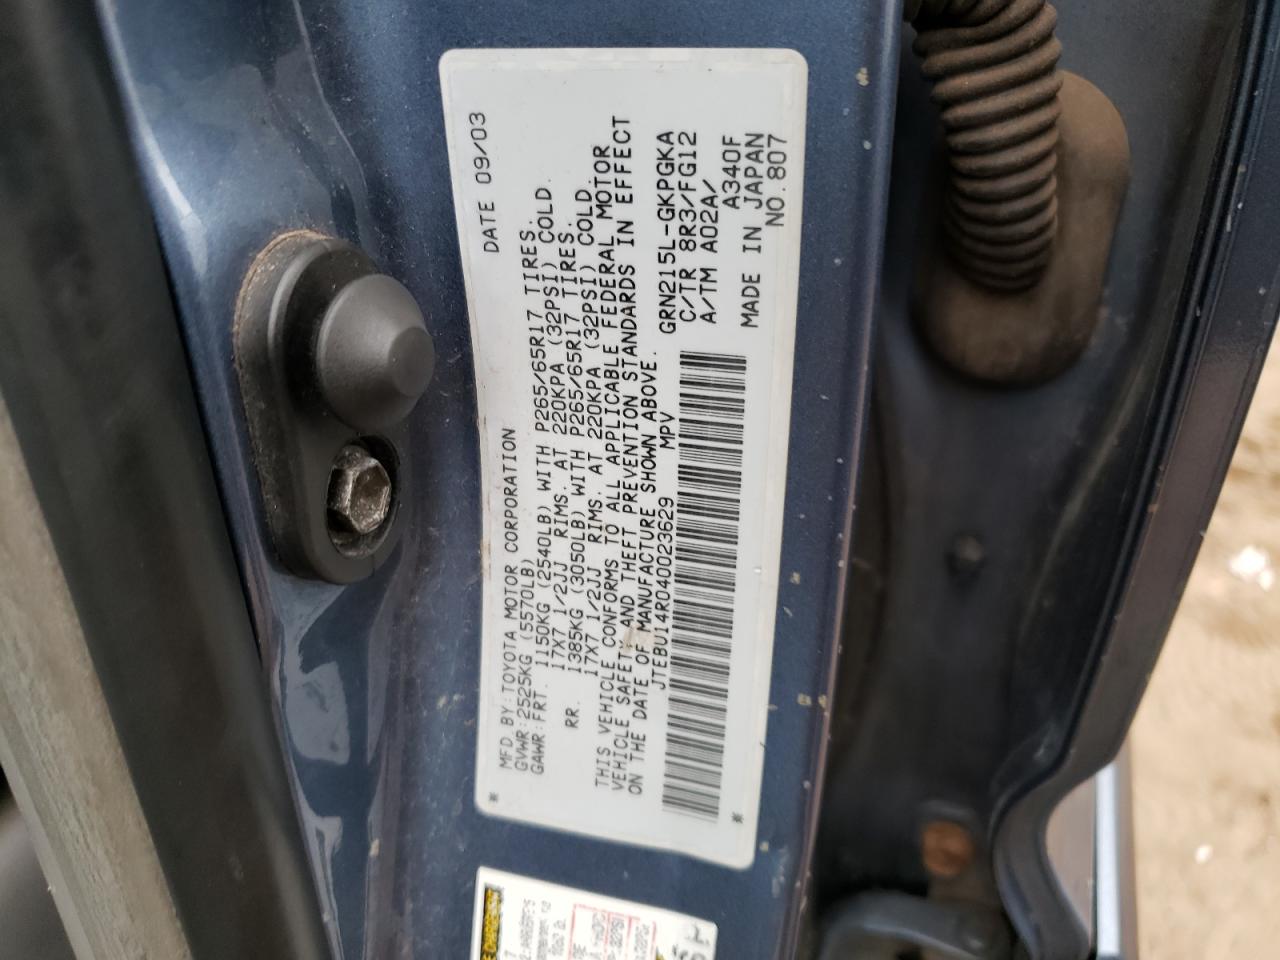 DATE 09/03
MFD.BY:TOYOTA MOTOR CORPORATION
GVWR:2525KG (5570LB)
GAWR:FRT. 1150KG (2540LB) WITH P265/65R17 TIRES.
17X7 1/2JJ RIMS. AT 220KPA (32PSI) COLD.
RR. 1385KG (3050LB) WITH P265/65R17 TIRES.
17X7 1/2JJ RIMS. AT 220KPA (32PSI) COLD.
THIS VEHICLE CONFORMS TO ALL APPLICABLE FEDERAL MOTOR
VEHICLE SAFETY AND THEFT PREVENTION STANDARDS IN EFFECT
ON THE DATE OF MANUFACTURE SHOWN ABOVE.
JTEBU14R040023629 MPV
GRN215L-GKPGKA
C/TR 8R3/FG12
A/TM A02A/
A340F
MADE IN JAPAN
NO.807